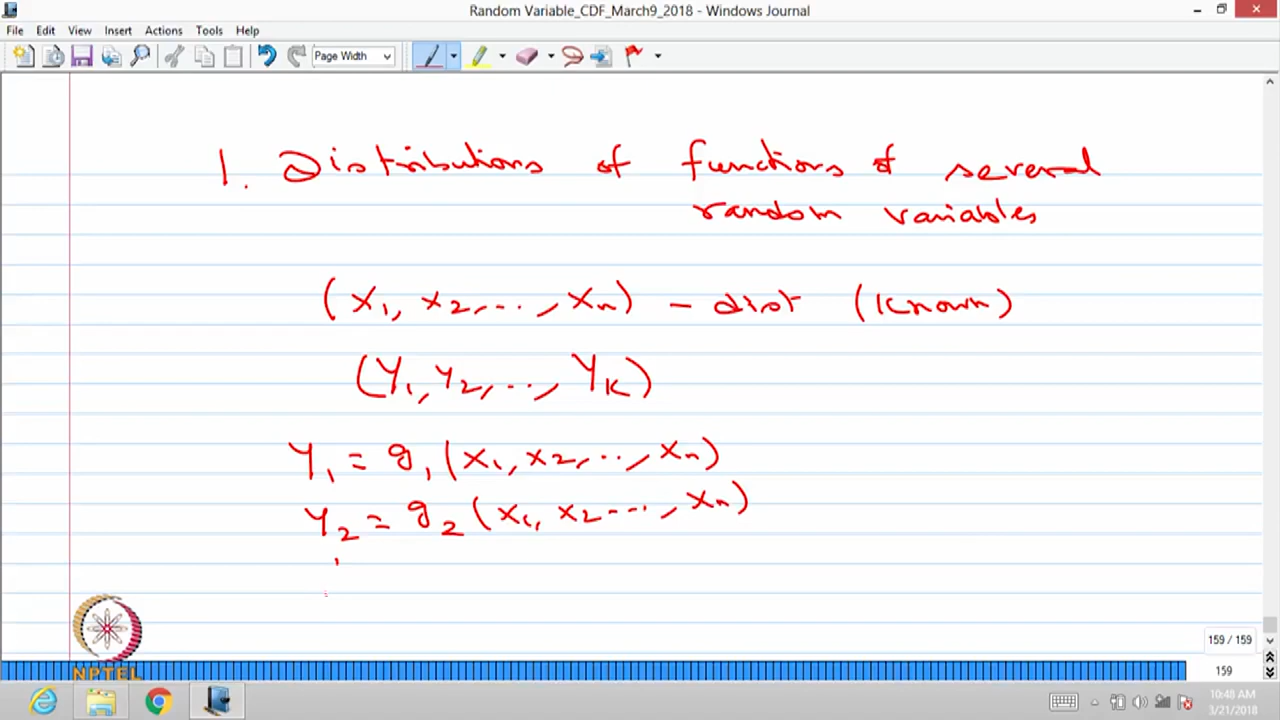 Random Variable_CDF_March9_2018 - Windows Journal
File Edit View Insert Actions Tools Help
Page Width
1. Distributions of functions of several
random variables
(X1, X2, ..., Xn) - dist (known)
(Y1, Y2, ..., YK)
Y1 = g1 (X1, X2, ..., Xn)
Y2 = g2 (X1, X2 ..., Xn)
159 / 159
NPTEL
159
10:48 AM
3/21/2018